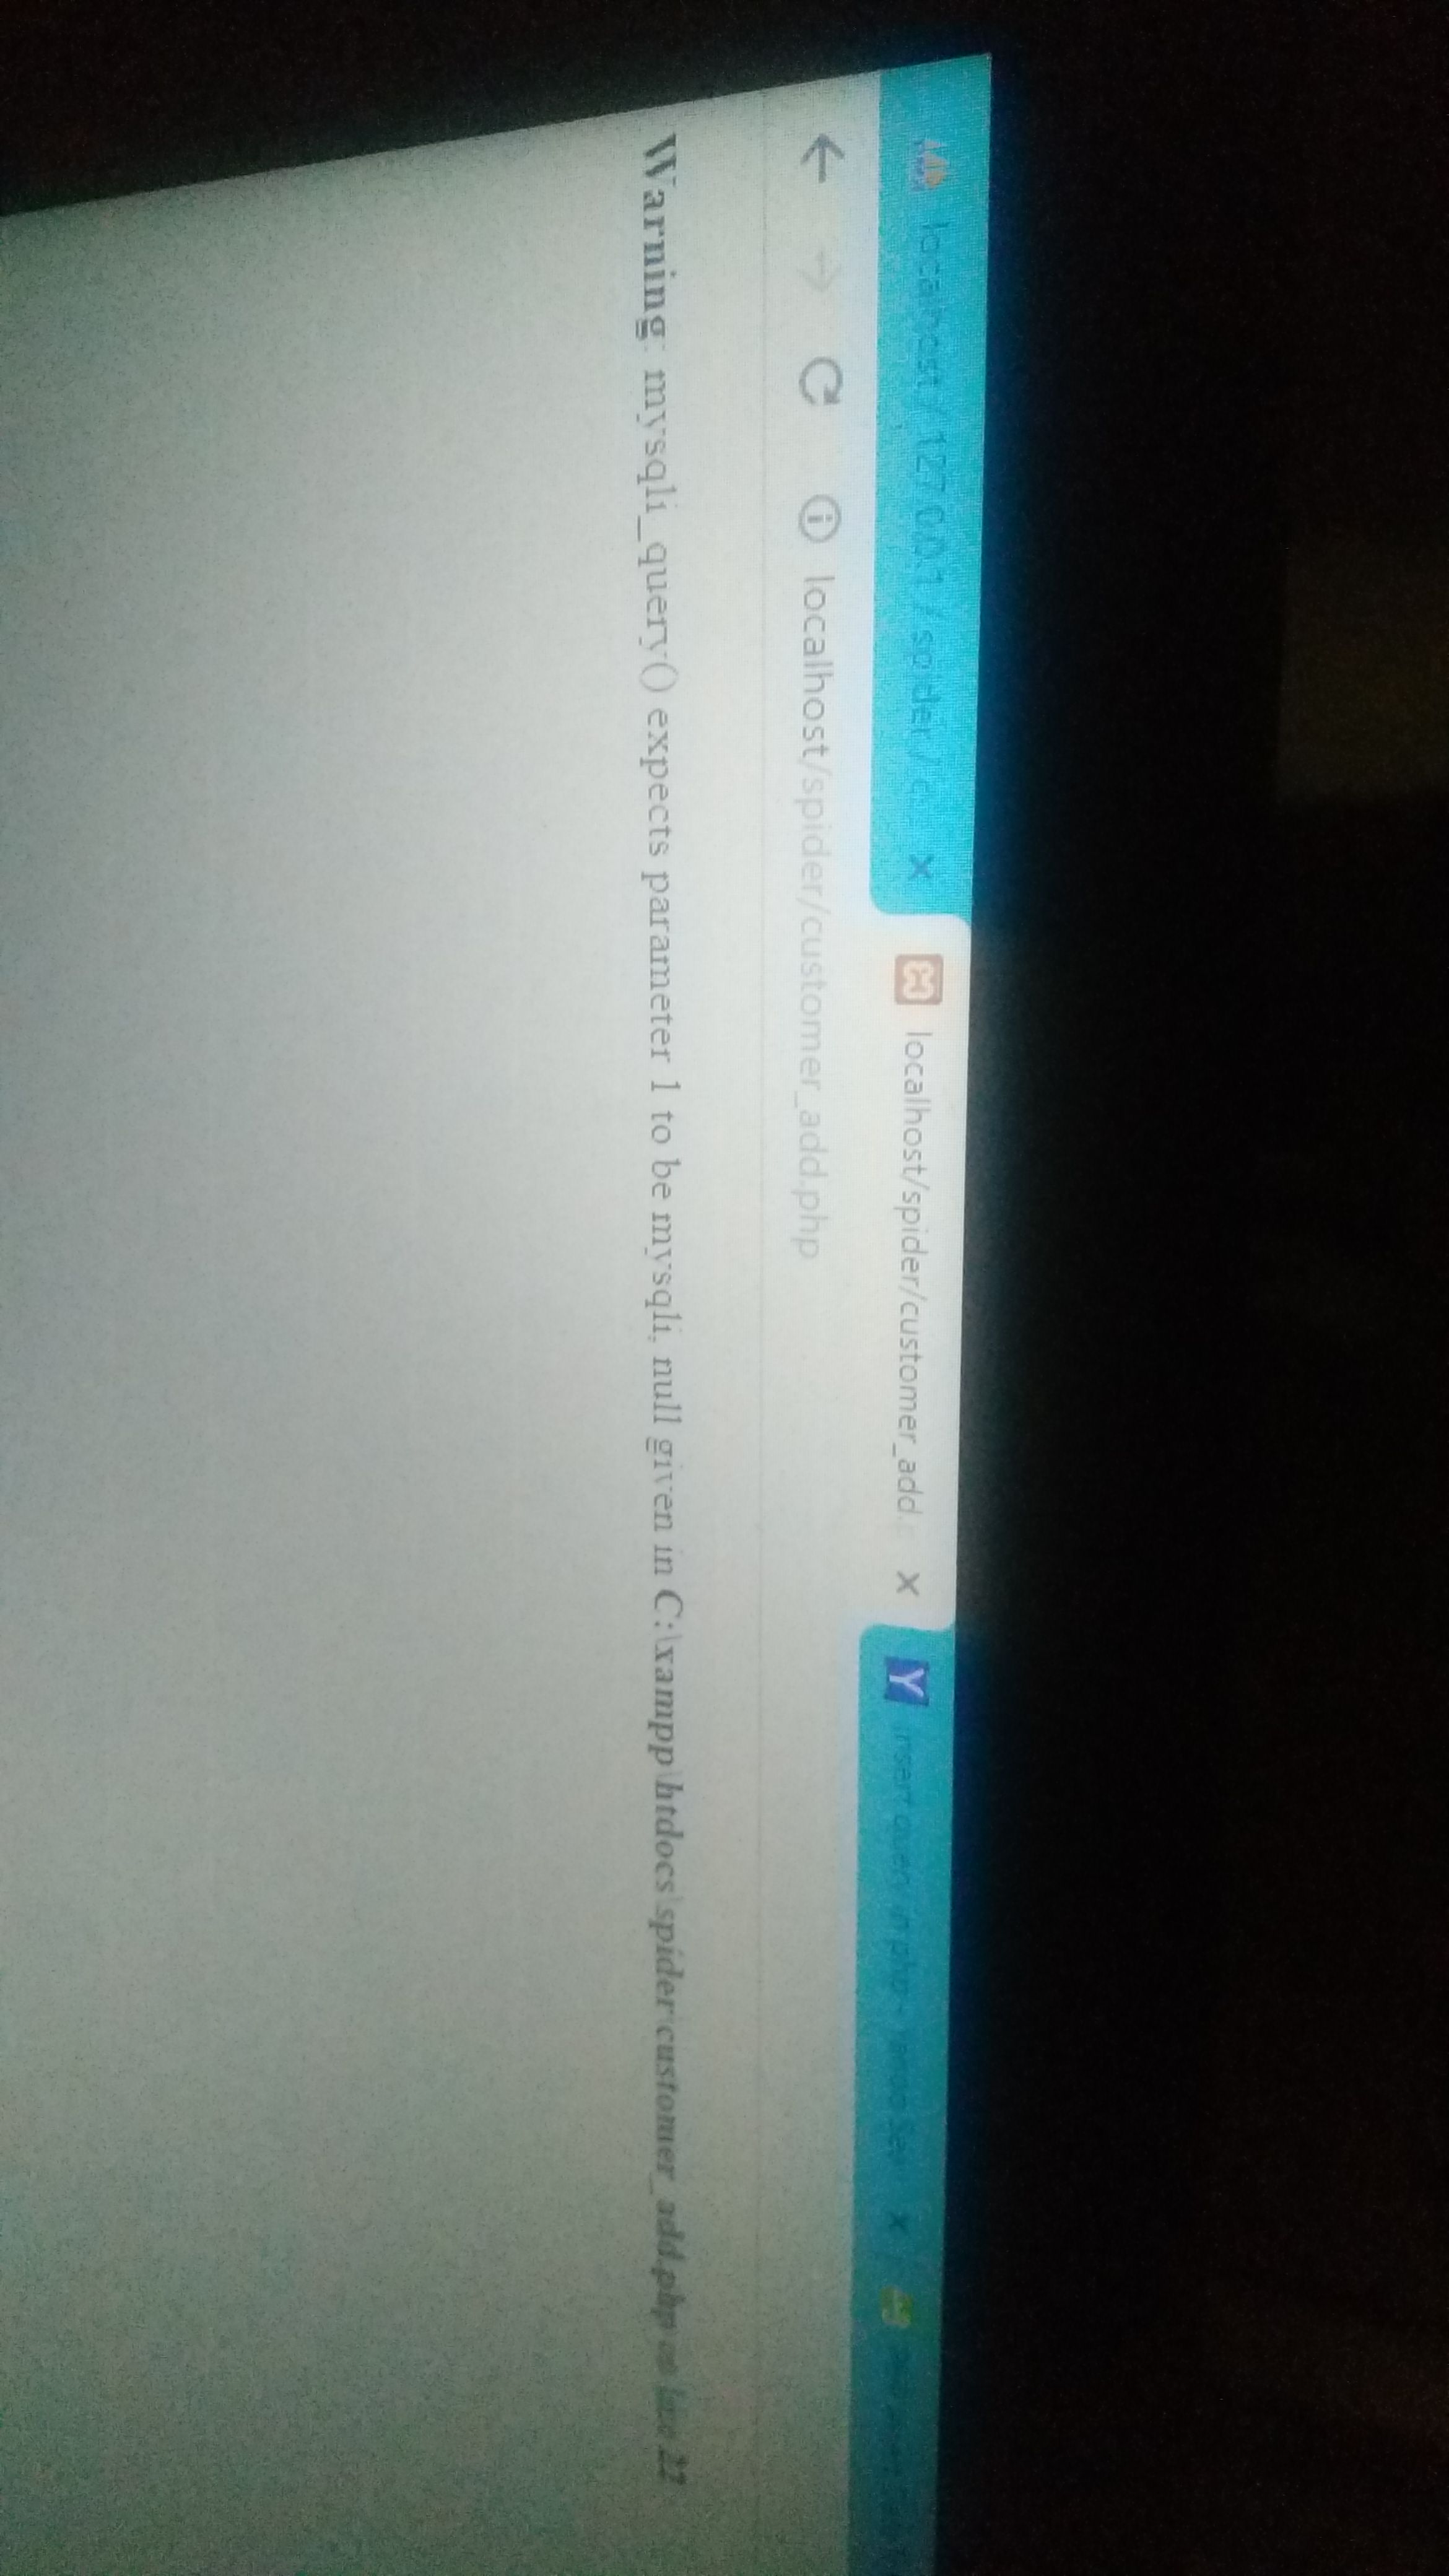 localhost / 127.0.0.1 / spider / c
localhost/spider/customer_add.
Y insert query in php -
localhost/spider/customer_add.php
Warning: mysqli_query() expects parameter 1 to be mysqli, null given in C:\xampp\htdocs\spider\customer_add.php on line 22